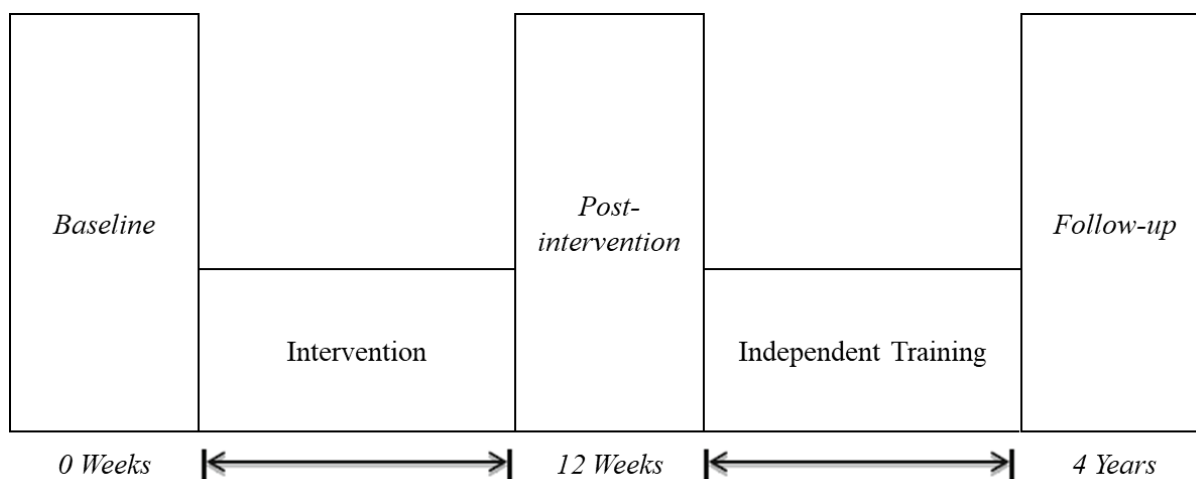 Baseline
Post-
intervention
Follow-up
Intervention
Independent Training
0 Weeks
12 Weeks
4 Years